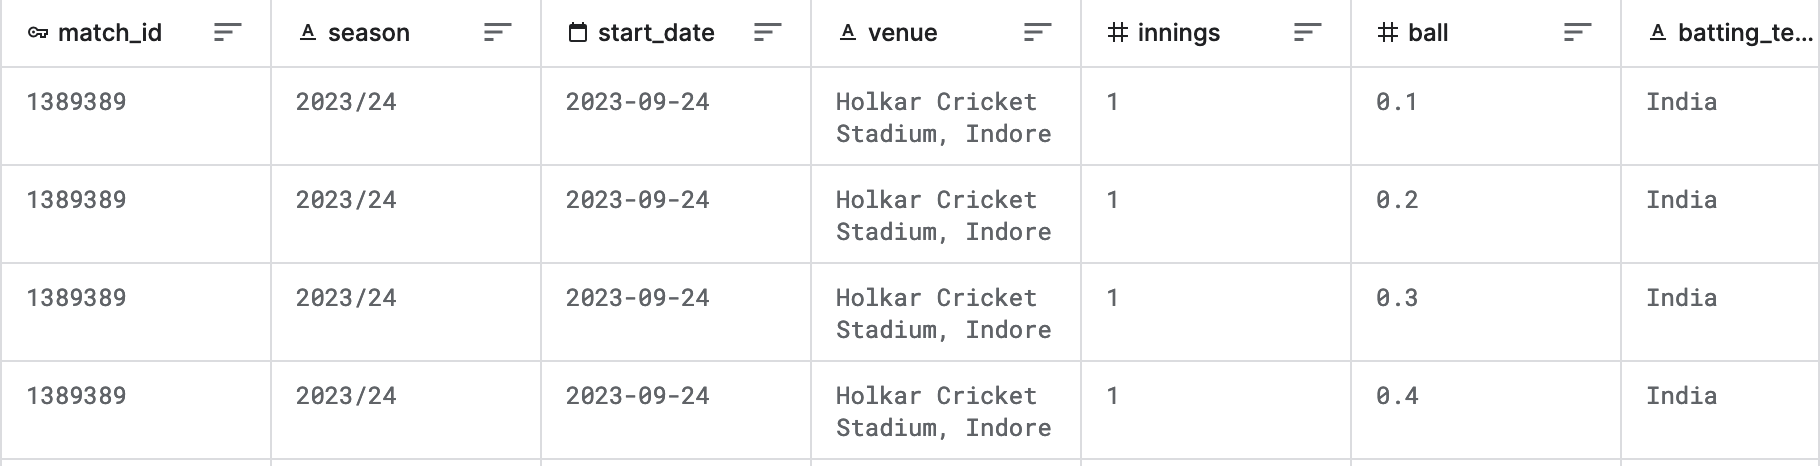 match_id season start_date venue innings ball batting_te...
1389389 2023/24 2023-09-24 Holkar Cricket 1 0.1 India
Stadium, Indore
1389389 2023/24 2023-09-24 Holkar Cricket 1 0.2 India
Stadium, Indore
1389389 2023/24 2023-09-24 Holkar Cricket 1 0.3 India
Stadium, Indore
1389389 2023/24 2023-09-24 Holkar Cricket 1 0.4 India
Stadium, Indore